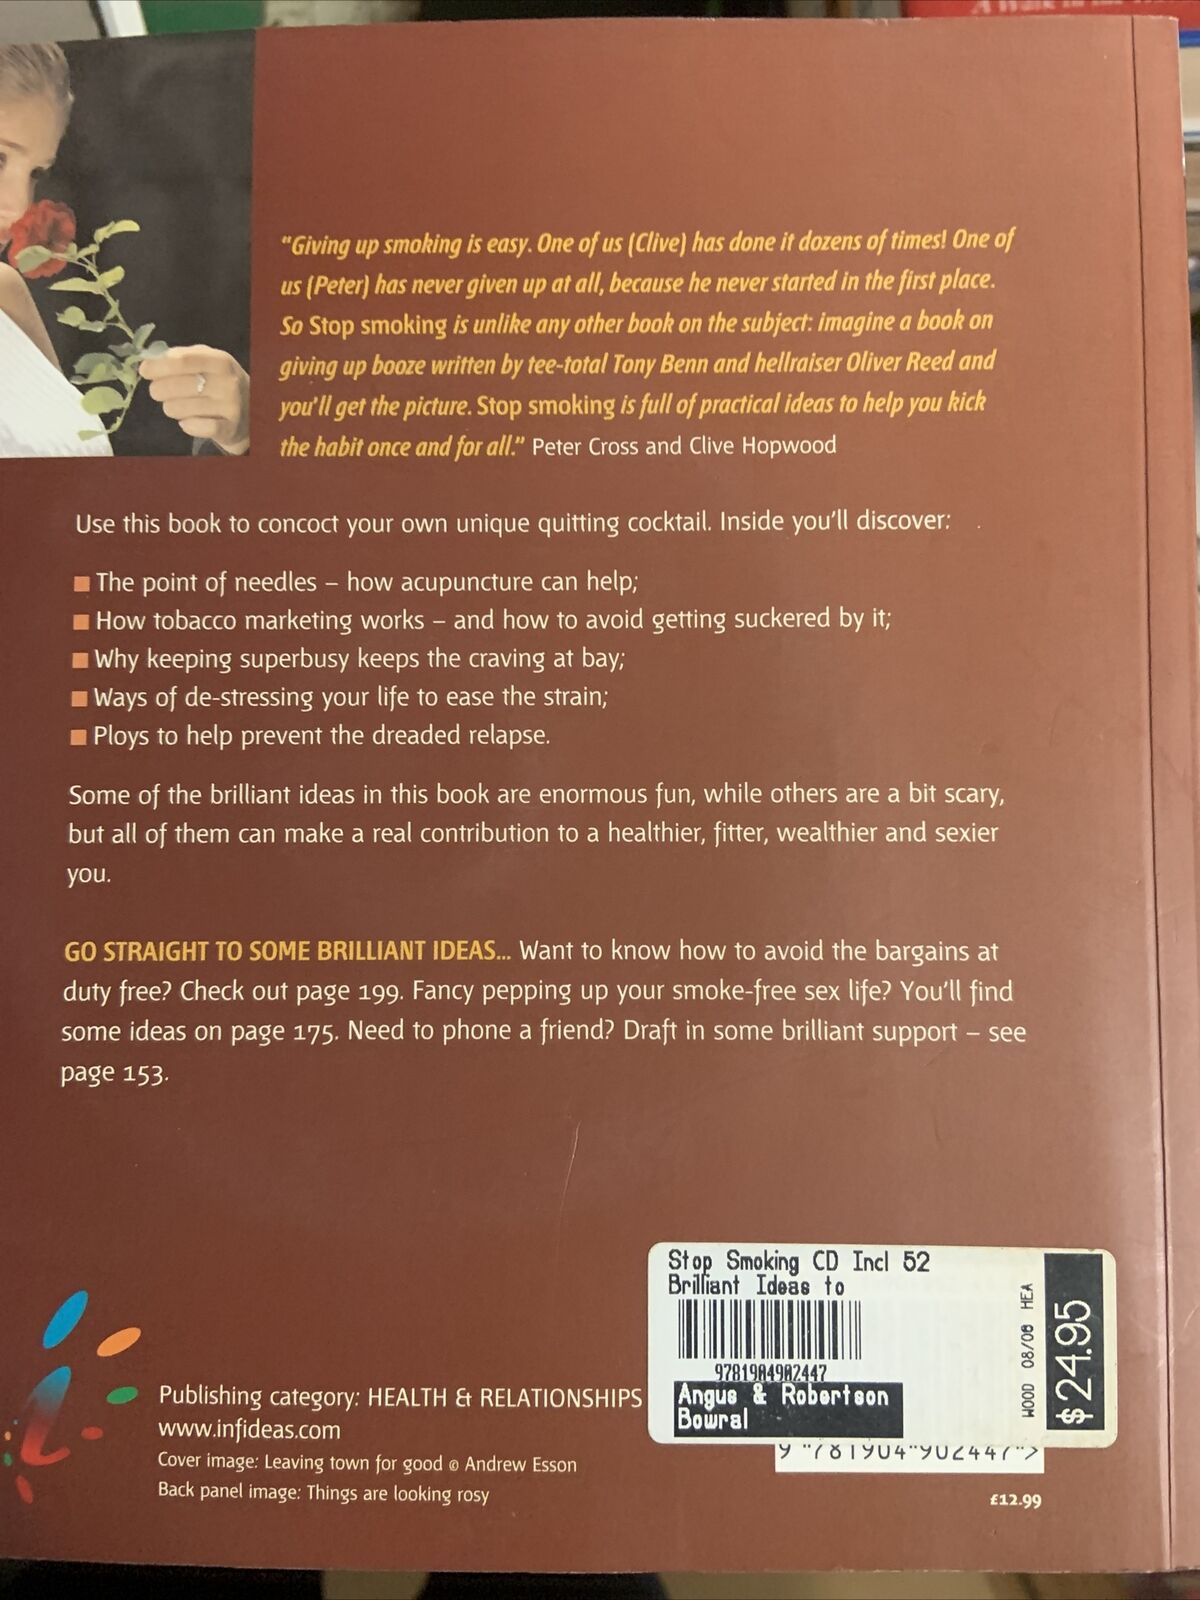 "Giving up smoking is easy. One of us (Clive) has done it dozens of times! One of
us (Peter) has never given up at all, because he never started in the first place.
So Stop smoking is unlike any other book on the subject: imagine a book on
giving up booze written by tee-total Tony Benn and hellraiser Oliver Reed and
you'll get the picture. Stop smoking is full of practical ideas to help you kick
the habit once and for all." Peter Cross and Clive Hopwood
Use this book to concoct your own unique quitting cocktail. Inside you'll discover:
■ The point of needles – how acupuncture can help;
■ How tobacco marketing works – and how to avoid getting suckered by it;
■ Why keeping superbusy keeps the craving at bay;
■ Ways of de-stressing your life to ease the strain;
■ Ploys to help prevent the dreaded relapse.
Some of the brilliant ideas in this book are enormous fun, while others are a bit scary,
but all of them can make a real contribution to a healthier, fitter, wealthier and sexier
you.
GO STRAIGHT TO SOME BRILLIANT IDEAS... Want to know how to avoid the bargains at
duty free? Check out page 199. Fancy pepping up your smoke-free sex life? You'll find
some ideas on page 175. Need to phone a friend? Draft in some brilliant support – see
page 153.
Stop Smoking CD Incl 52
Brilliant Ideas to
9781904902447
Angus & Robertson
Bowral
WOOD 08/08 HEA
$24.95
9 "781904"902447">
£12.99
Publishing category: HEALTH & RELATIONSHIPS
www.infideas.com
Cover image: Leaving town for good © Andrew Esson
Back panel image: Things are looking rosy